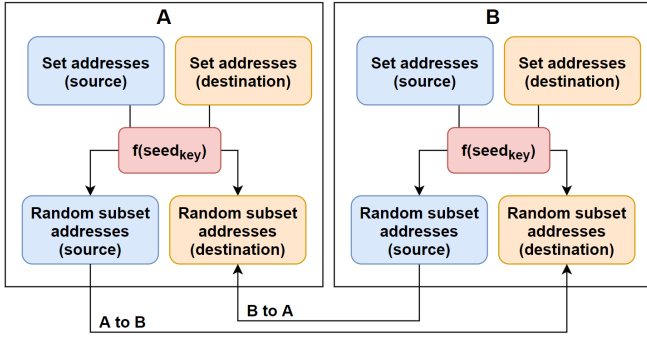 A
Set addresses
(source)
Set addresses
(destination)
f(seedkey)
Random subset
addresses
(source)
Random subset
addresses
(destination)
B
Set addresses
(source)
Set addresses
(destination)
f(seedkey)
Random subset
addresses
(source)
Random subset
addresses
(destination)
B to A
A to B